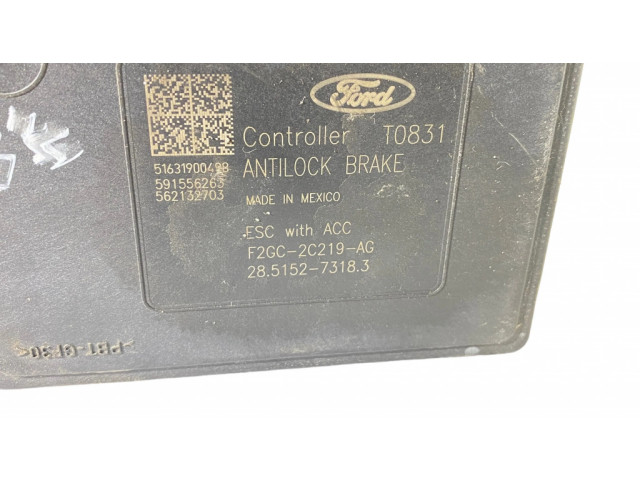 Ford
Controller T0831
51631900498
ANTILOCK BRAKE
591556263
562132703
MADE IN MEXICO
ESC with ACC
F2GC-2C219-AG
28.5152-7318.3
>PBT-GF30<